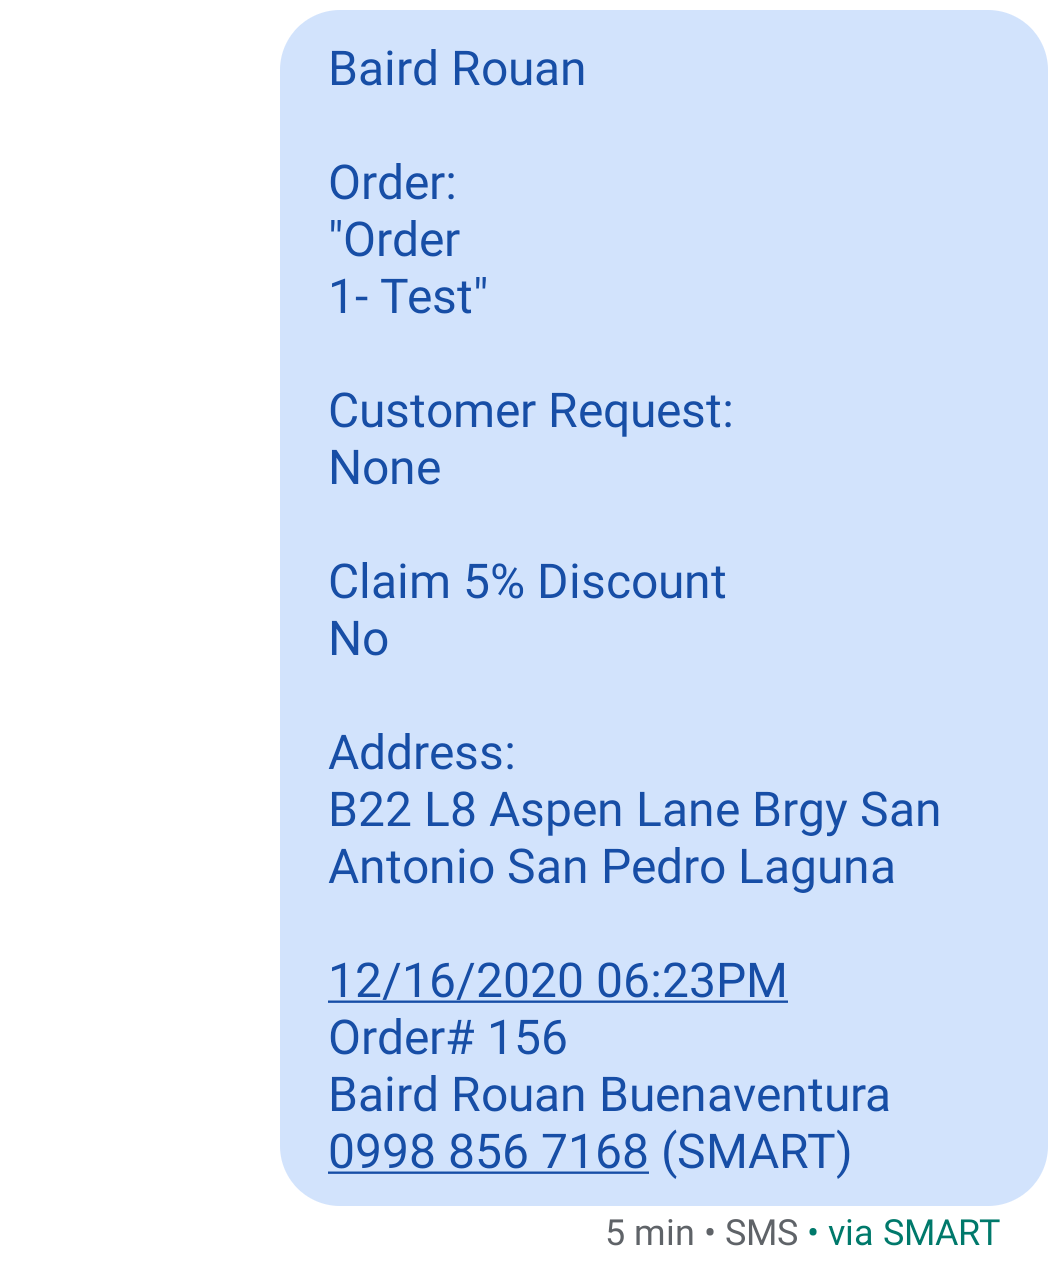 Baird Rouan
Order:
"Order
1- Test"
Customer Request:
None
Claim 5% Discount
No
Address:
B22 L8 Aspen Lane Brgy San
Antonio San Pedro Laguna
12/16/2020 06:23PM
Order# 156
Baird Rouan Buenaventura
0998 856 7168 (SMART)
5 min • SMS • via SMART